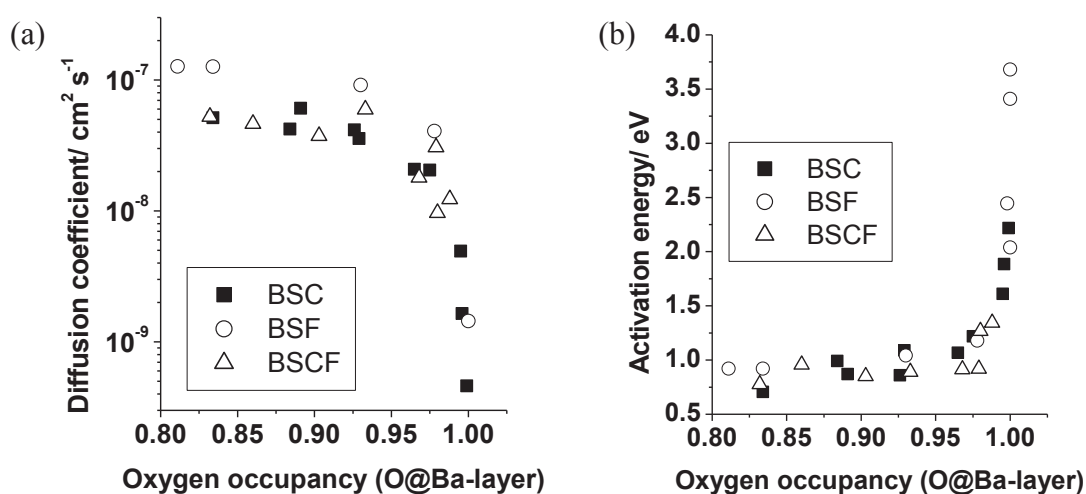 (a)
Diffusion coefficient/ cm² s⁻¹
10⁻⁷
10⁻⁸
10⁻⁹
BSC
BSF
BSCF
0.80 0.85 0.90 0.95 1.00
Oxygen occupancy (O@Ba-layer)
(b)
Activation energy/ eV
4.0
3.5
3.0
2.5
2.0
1.5
1.0
0.5
BSC
BSF
BSCF
0.80 0.85 0.90 0.95 1.00
Oxygen occupancy (O@Ba-layer)